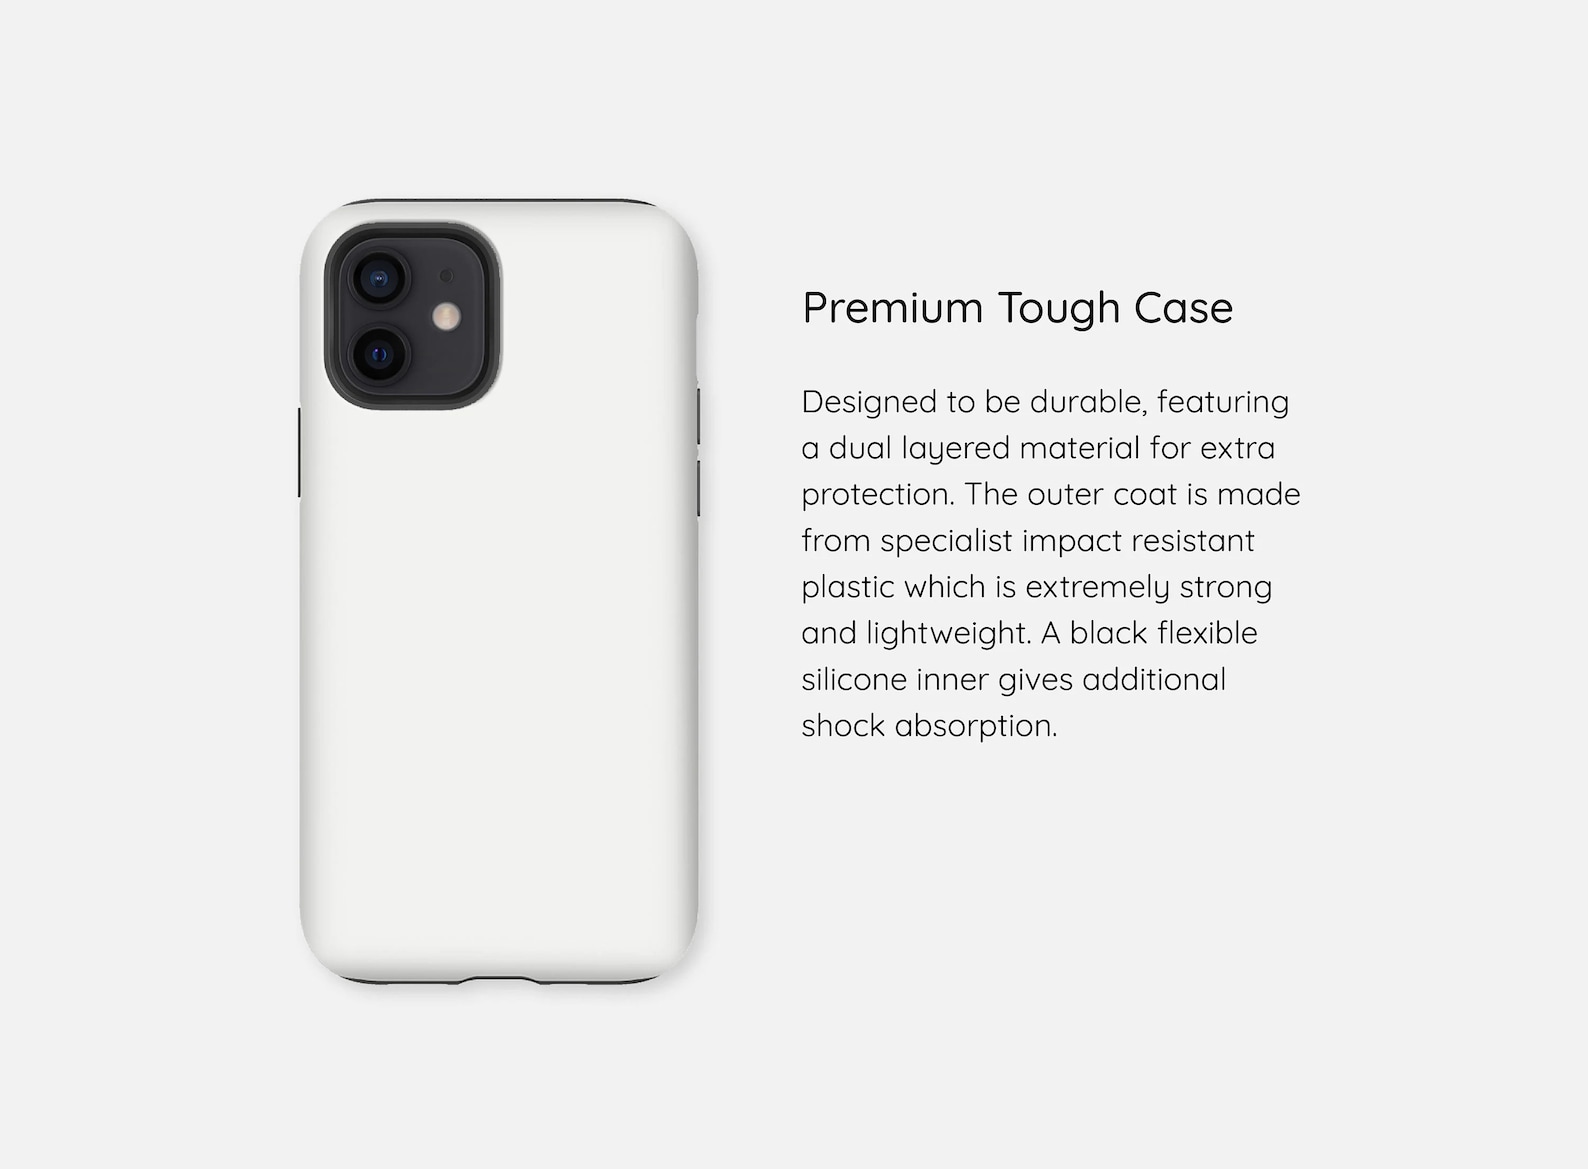 Premium Tough Case
Designed to be durable, featuring
a dual layered material for extra
protection. The outer coat is made
from specialist impact resistant
plastic which is extremely strong
and lightweight. A black flexible
silicone inner gives additional
shock absorption.